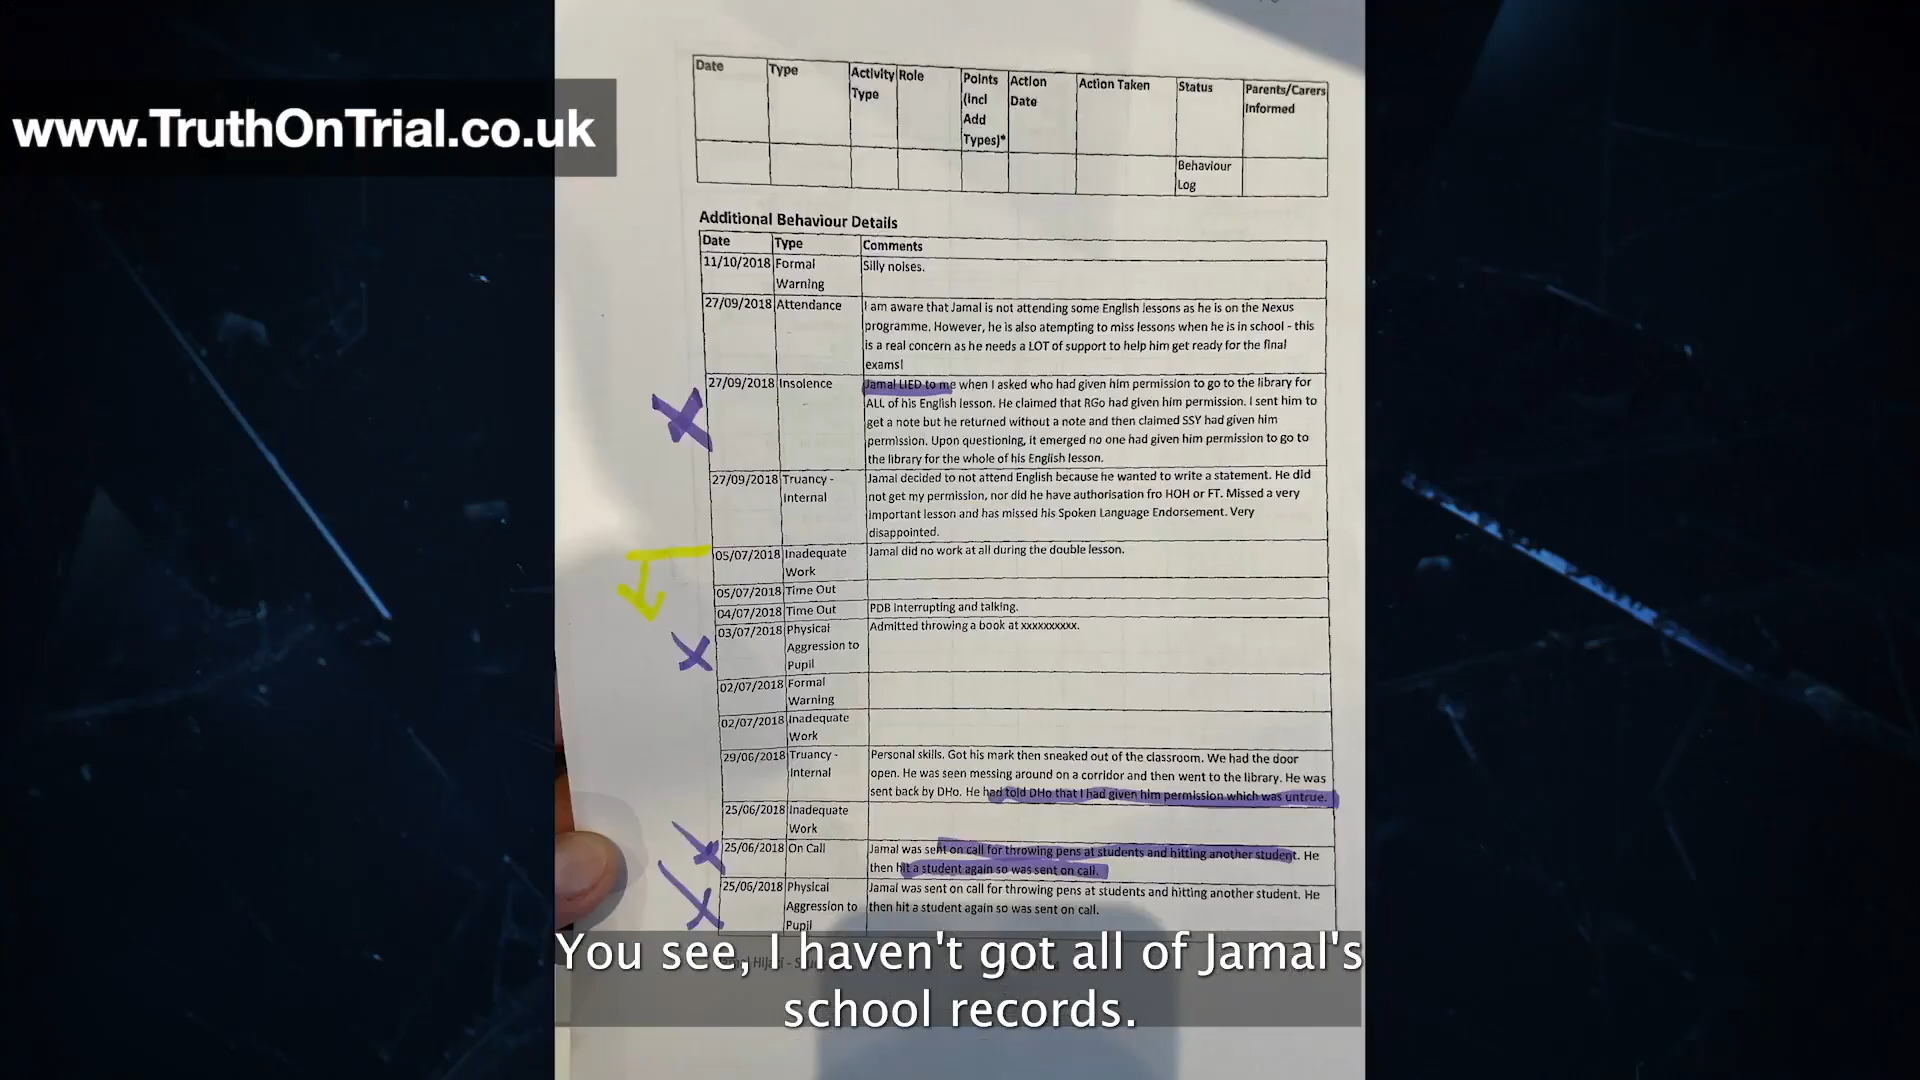 www.TruthOnTrial.co.uk
Date Type Activity Type Role Points (incl Add Types)* Action Date Action Taken Status Parents/Carers Informed
Behaviour Log
Additional Behaviour Details
Date Type Comments
11/10/2018 Formal Warning Silly noises.
27/09/2018 Attendance I am aware that Jamal is not attending some English lessons as he is on the Nexus
programme. However, he is also atempting to miss lessons when he is in school - this
is a real concern as he needs a LOT of support to help him get ready for the final
exams!
27/09/2018 Insolence Jamal LIED to me when I asked who had given him permission to go to the library for
ALL of his English lesson. He claimed that RGo had given him permission. I sent him to
get a note but he returned without a note and then claimed SSY had given him
permission. Upon questioning, it emerged no one had given him permission to go to
the library for the whole of his English lesson.
27/09/2018 Truancy - Internal Jamal decided to not attend English because he wanted to write a statement. He did
not get my permission, nor did he have authorisation fro HOH or FT. Missed a very
important lesson and has missed his Spoken Language Endorsement. Very
disappointed.
05/07/2018 Inadequate Work Jamal did no work at all during the double lesson.
05/07/2018 Time Out
04/07/2018 Time Out PDB Interrupting and talking.
03/07/2018 Physical Aggression to Pupil Admitted throwing a book at xxxxxxxxxx.
02/07/2018 Formal Warning
02/07/2018 Inadequate Work
29/06/2018 Truancy - Internal Personal skills. Got his mark then sneaked out of the classroom. We had the door
open. He was seen messing around on a corridor and then went to the library. He was
sent back by DHo. He had told DHo that I had given him permission which was untrue.
25/06/2018 Inadequate Work
25/06/2018 On Call Jamal was sent on call for throwing pens at students and hitting another student. He
then hit a student again so was sent on call.
25/06/2018 Physical Aggression to Pupil Jamal was sent on call for throwing pens at students and hitting another student. He
then hit a student again so was sent on call.
You see, I haven't got all of Jamal's
school records.